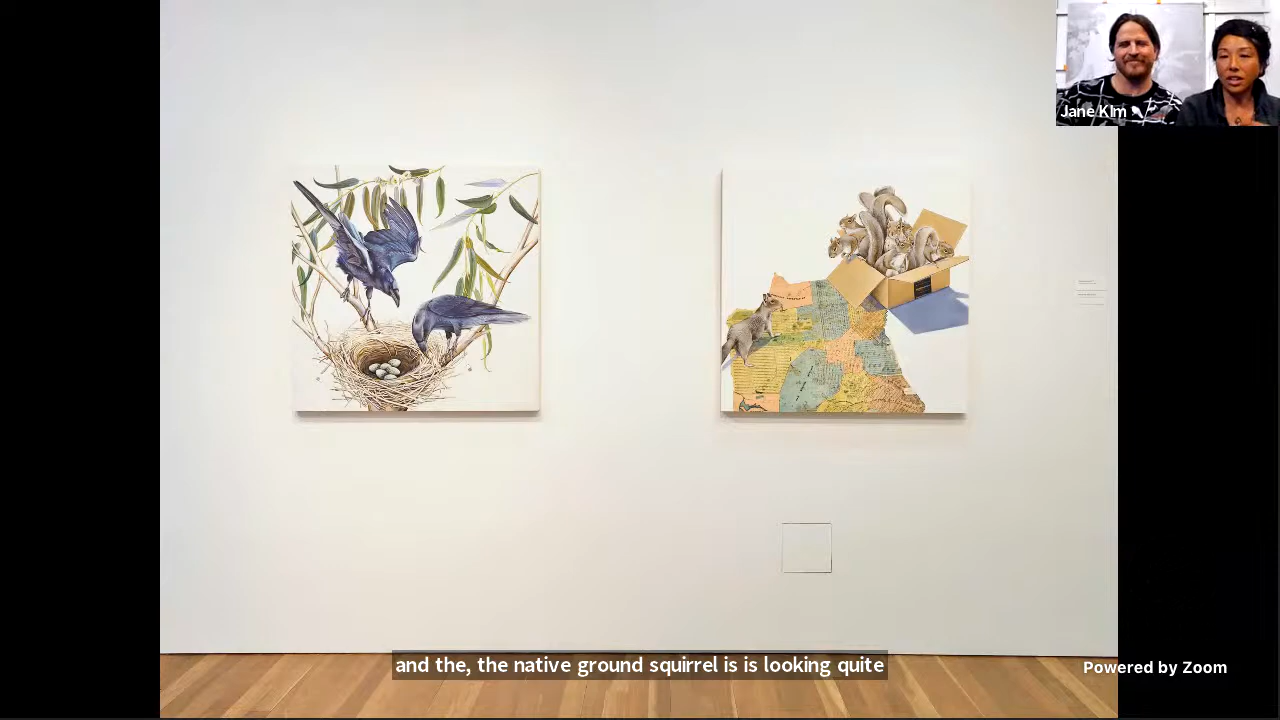 Jane KIm
and the, the native ground squirrel is is looking quite
Powered by Zoom